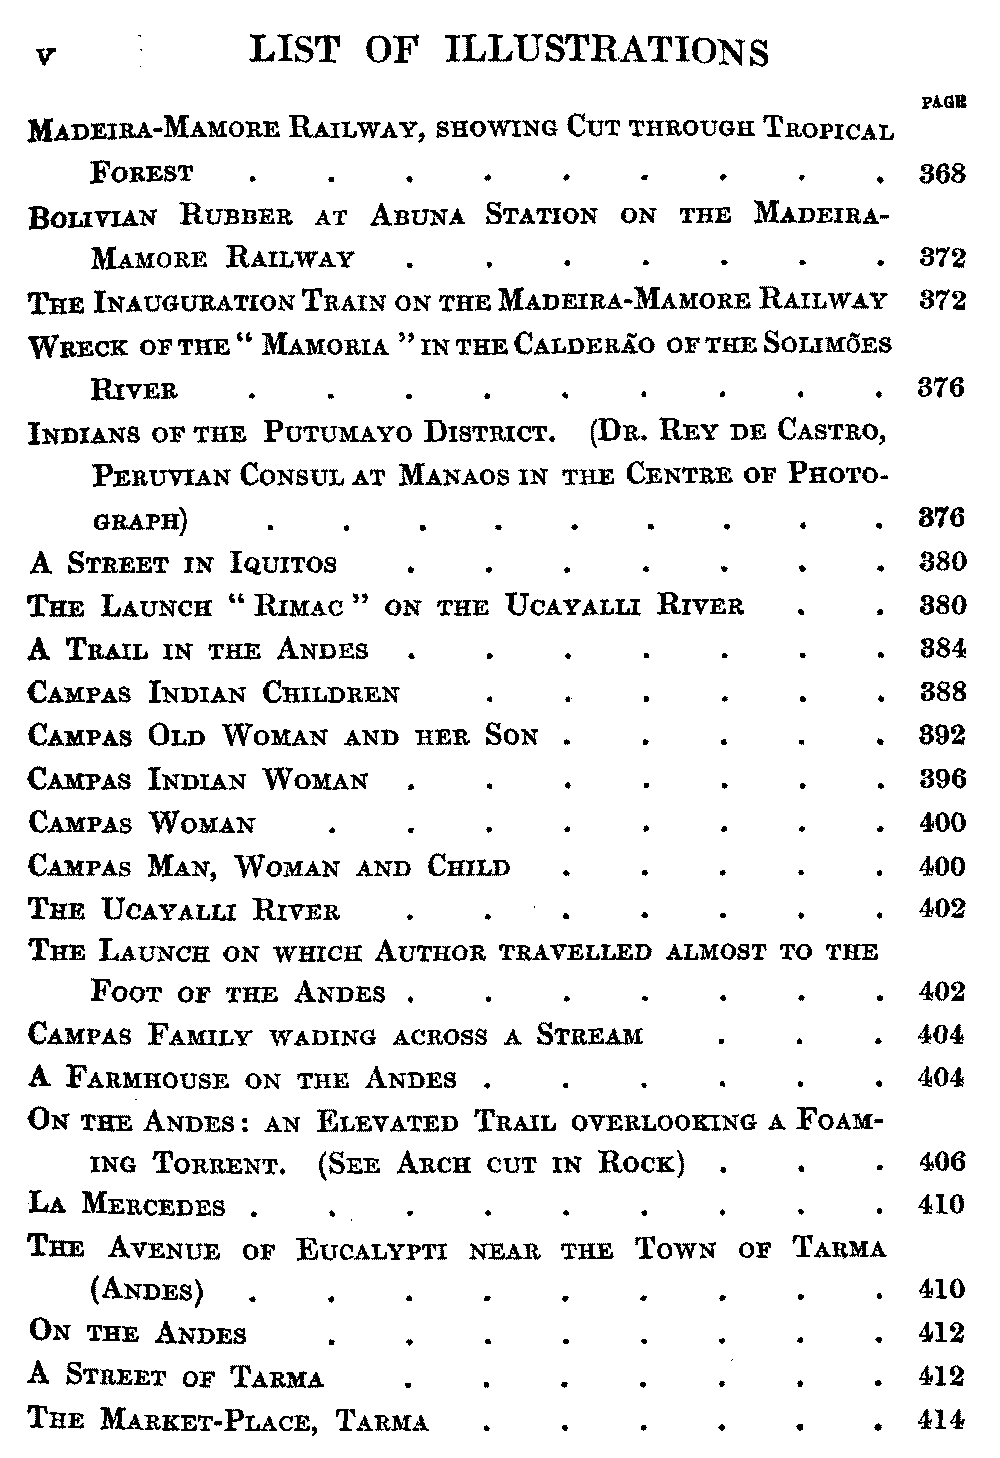 v LIST OF ILLUSTRATIONS
PAGE
Madeira-Mamore Railway, showing Cut through Tropical
Forest . . . . . . . . . 368
Bolivian Rubber at Abuna Station on the Madeira-
Mamore Railway . . . . . . . 372
The Inauguration Train on the Madeira-Mamore Railway 372
Wreck of the “ Mamoria ” in the Calderão of the Solimões
River . . . . . . . . . 376
Indians of the Putumayo District. (Dr. Rey de Castro,
Peruvian Consul at Manaos in the Centre of Photo-
graph) . . . . . . . . . 376
A Street in Iquitos . . . . . . . 380
The Launch “ Rimac ” on the Ucayalli River . . 380
A Trail in the Andes . . . . . . . 384
Campas Indian Children . . . . . . 388
Campas Old Woman and her Son . . . . . 392
Campas Indian Woman . . . . . . . 396
Campas Woman . . . . . . . . 400
Campas Man, Woman and Child . . . . . 400
The Ucayalli River . . . . . . . 402
The Launch on which Author travelled almost to the
Foot of the Andes . . . . . . . 402
Campas Family wading across a Stream . . . 404
A Farmhouse on the Andes . . . . . . 404
On the Andes: an Elevated Trail overlooking a Foam-
ing Torrent. (See Arch cut in Rock) . . . 406
La Mercedes . . . . . . . . . 410
The Avenue of Eucalypti near the Town of Tarma
(Andes) . . . . . . . . . 410
On the Andes . . . . . . . . 412
A Street of Tarma . . . . . . . 412
The Market-Place, Tarma . . . . . . 414